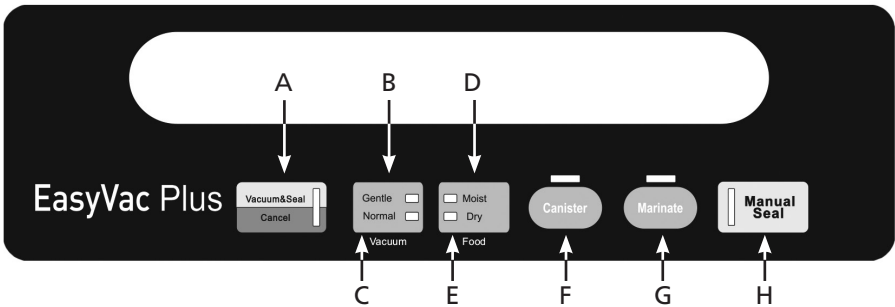 A B D
EasyVac Plus
Vacuum&Seal
Cancel
Gentle
Normal
Vacuum
Moist
Dry
Food
Canister
Marinate
Manual
Seal
C E F G H